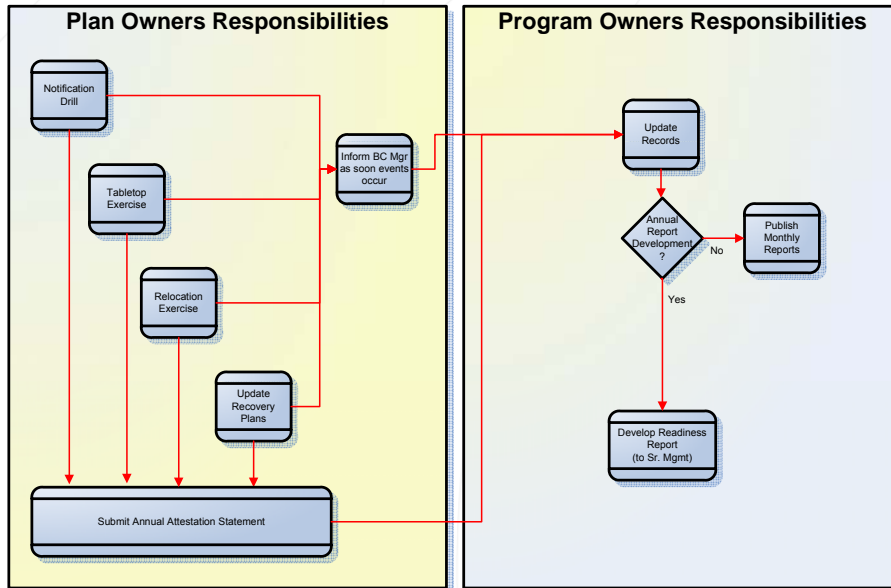 Plan Owners Responsibilities
Notification
Drill
Tabletop
Exercise
Relocation
Exercise
Update
Recovery
Plans
Inform BC Mgr
as soon events
occur
Submit Annual Attestation Statement
Program Owners Responsibilities
Update
Records
Annual
Report
Development
?
No
Publish
Monthly
Reports
Yes
Develop Readiness
Report
(to Sr. Mgmt)